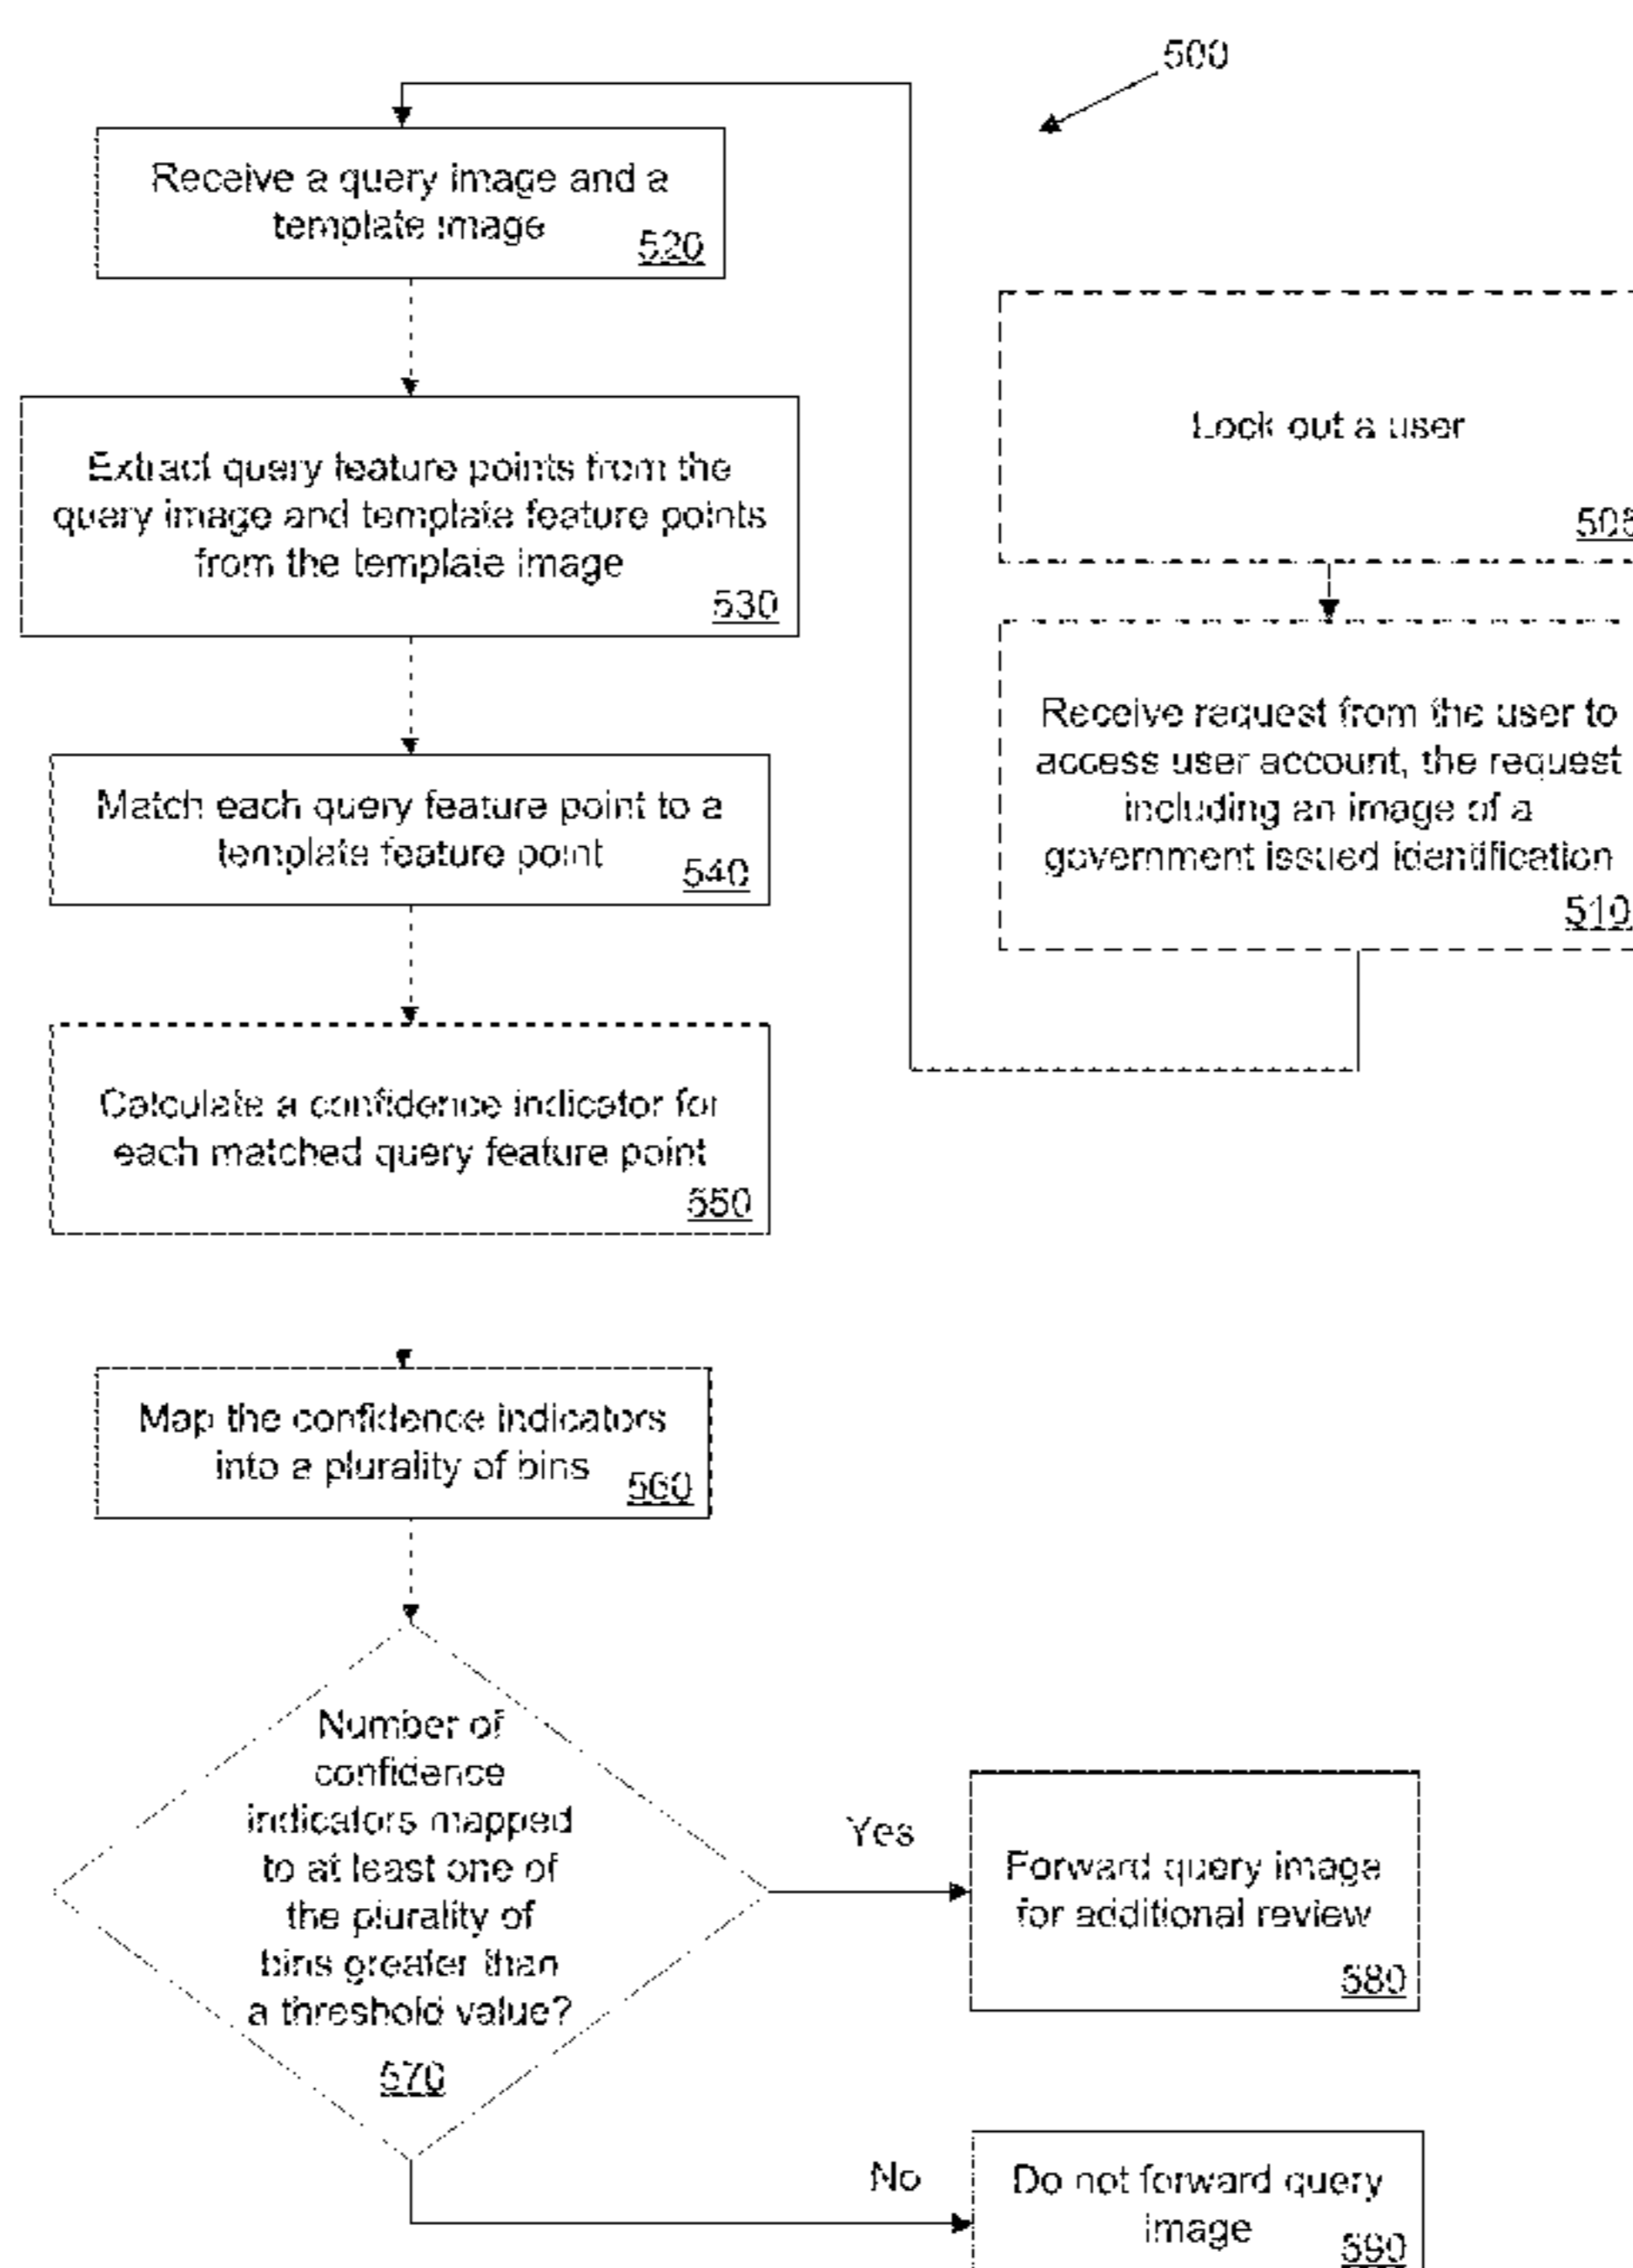 500
Receive a query image and a
template image
520
Extract query feature points from the
query image and template feature points
from the template image
530
Match each query feature point to a
template feature point
540
Calculate a confidence indicator for
each matched query feature point
550
Map the confidence indicators
into a plurality of bins
560
Number of
confidence
indicators mapped
to at least one of
the plurality of
bins greater than
a threshold value?
570
Yes
Forward query image
for additional review
580
No
Do not forward query
image
590
Lock out a user
505
Receive request from the user to
access user account, the request
including an image of a
government issued identification
510